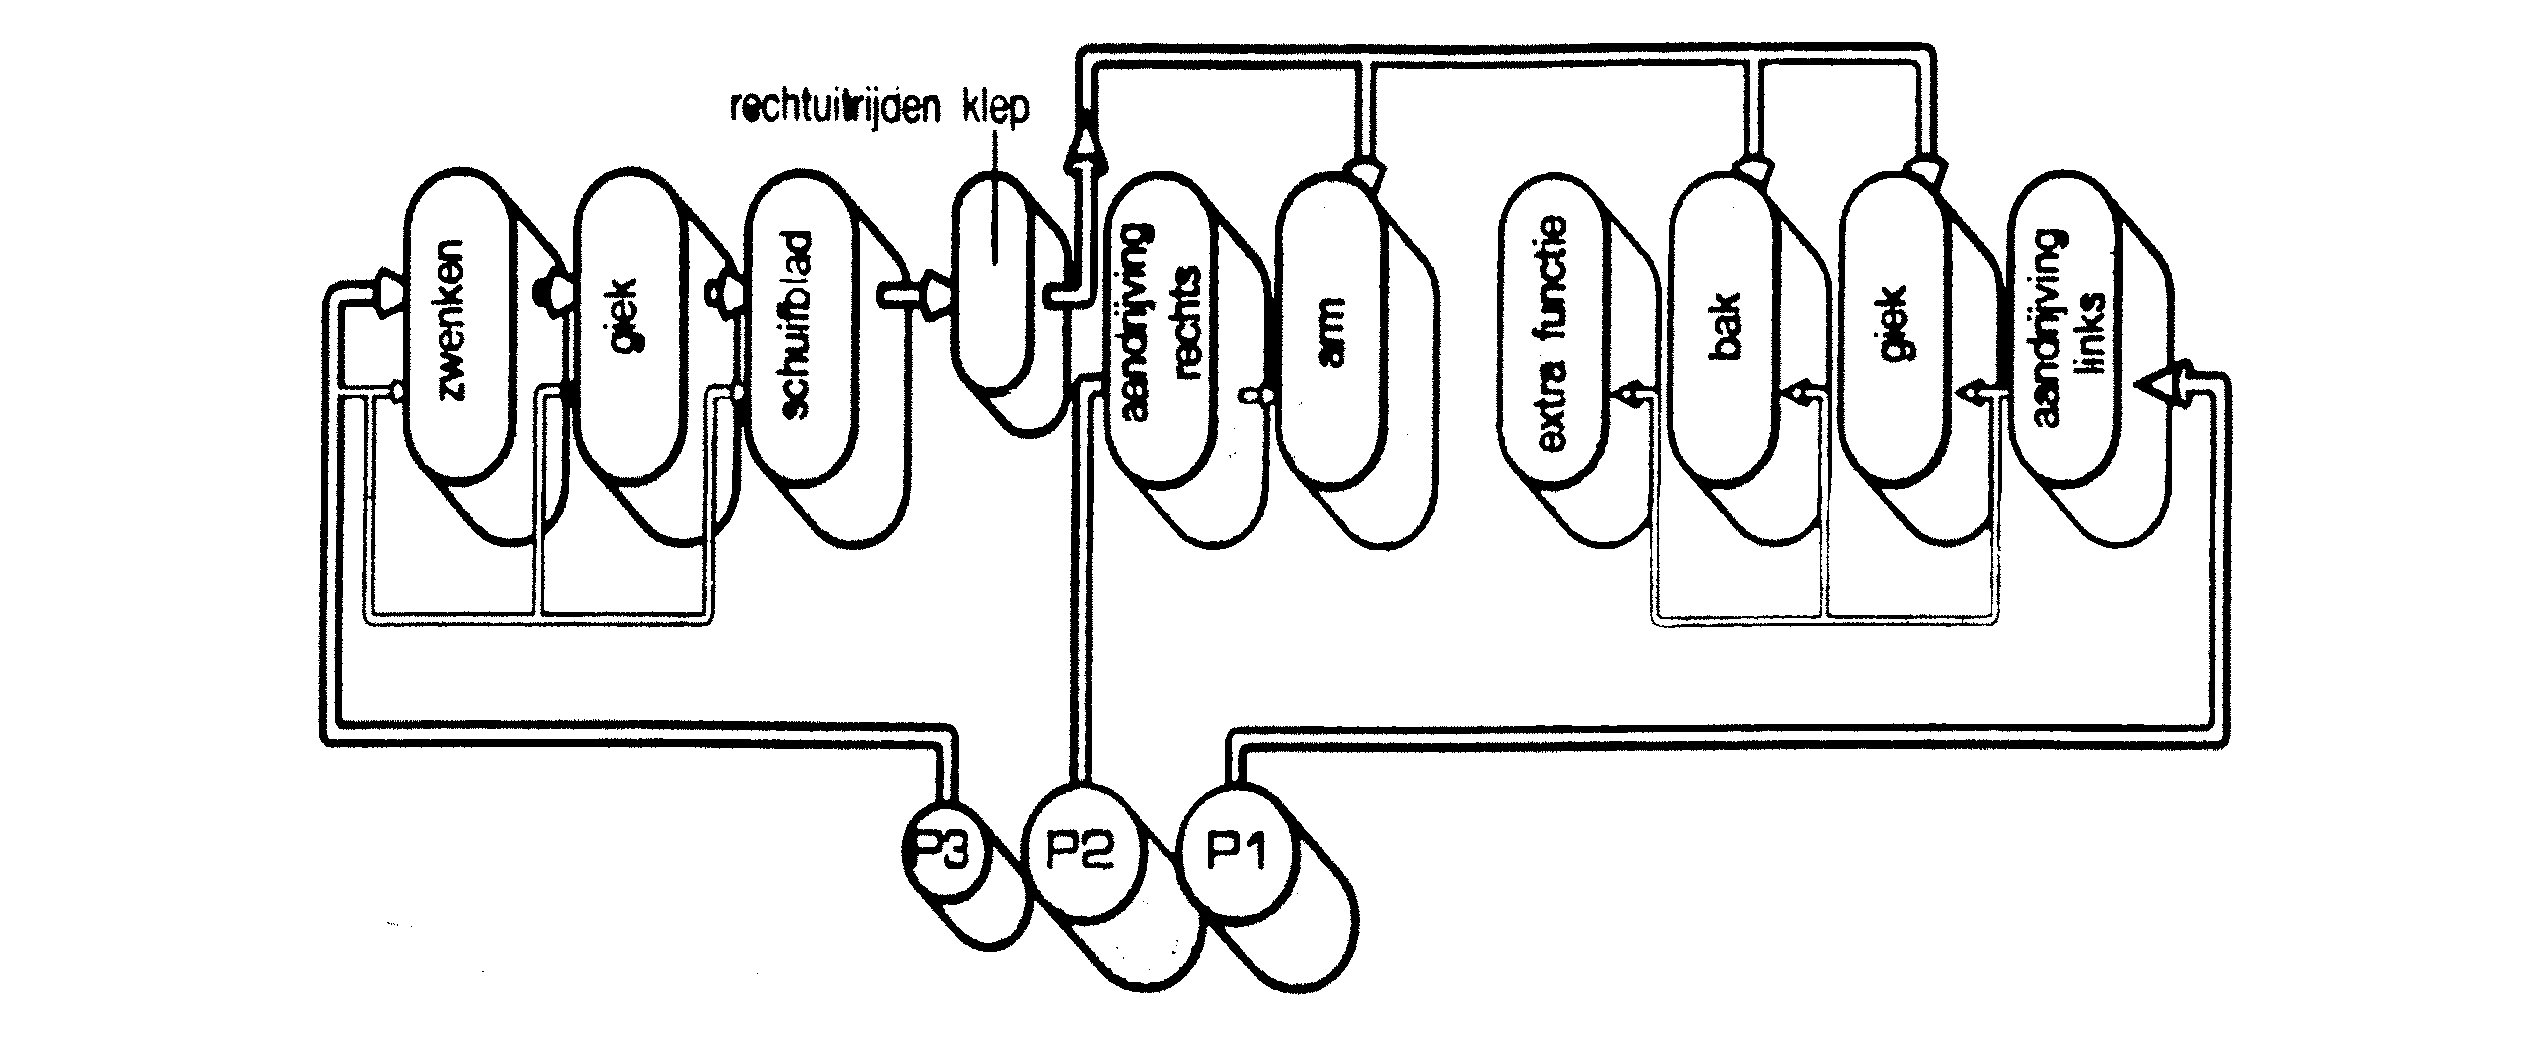 rechtuitrijden klep
zwenken
giek
schuifblad
aandrijving
rechts
arm
extra functie
bak
giek
aandrijving
links
P3
P2
P1